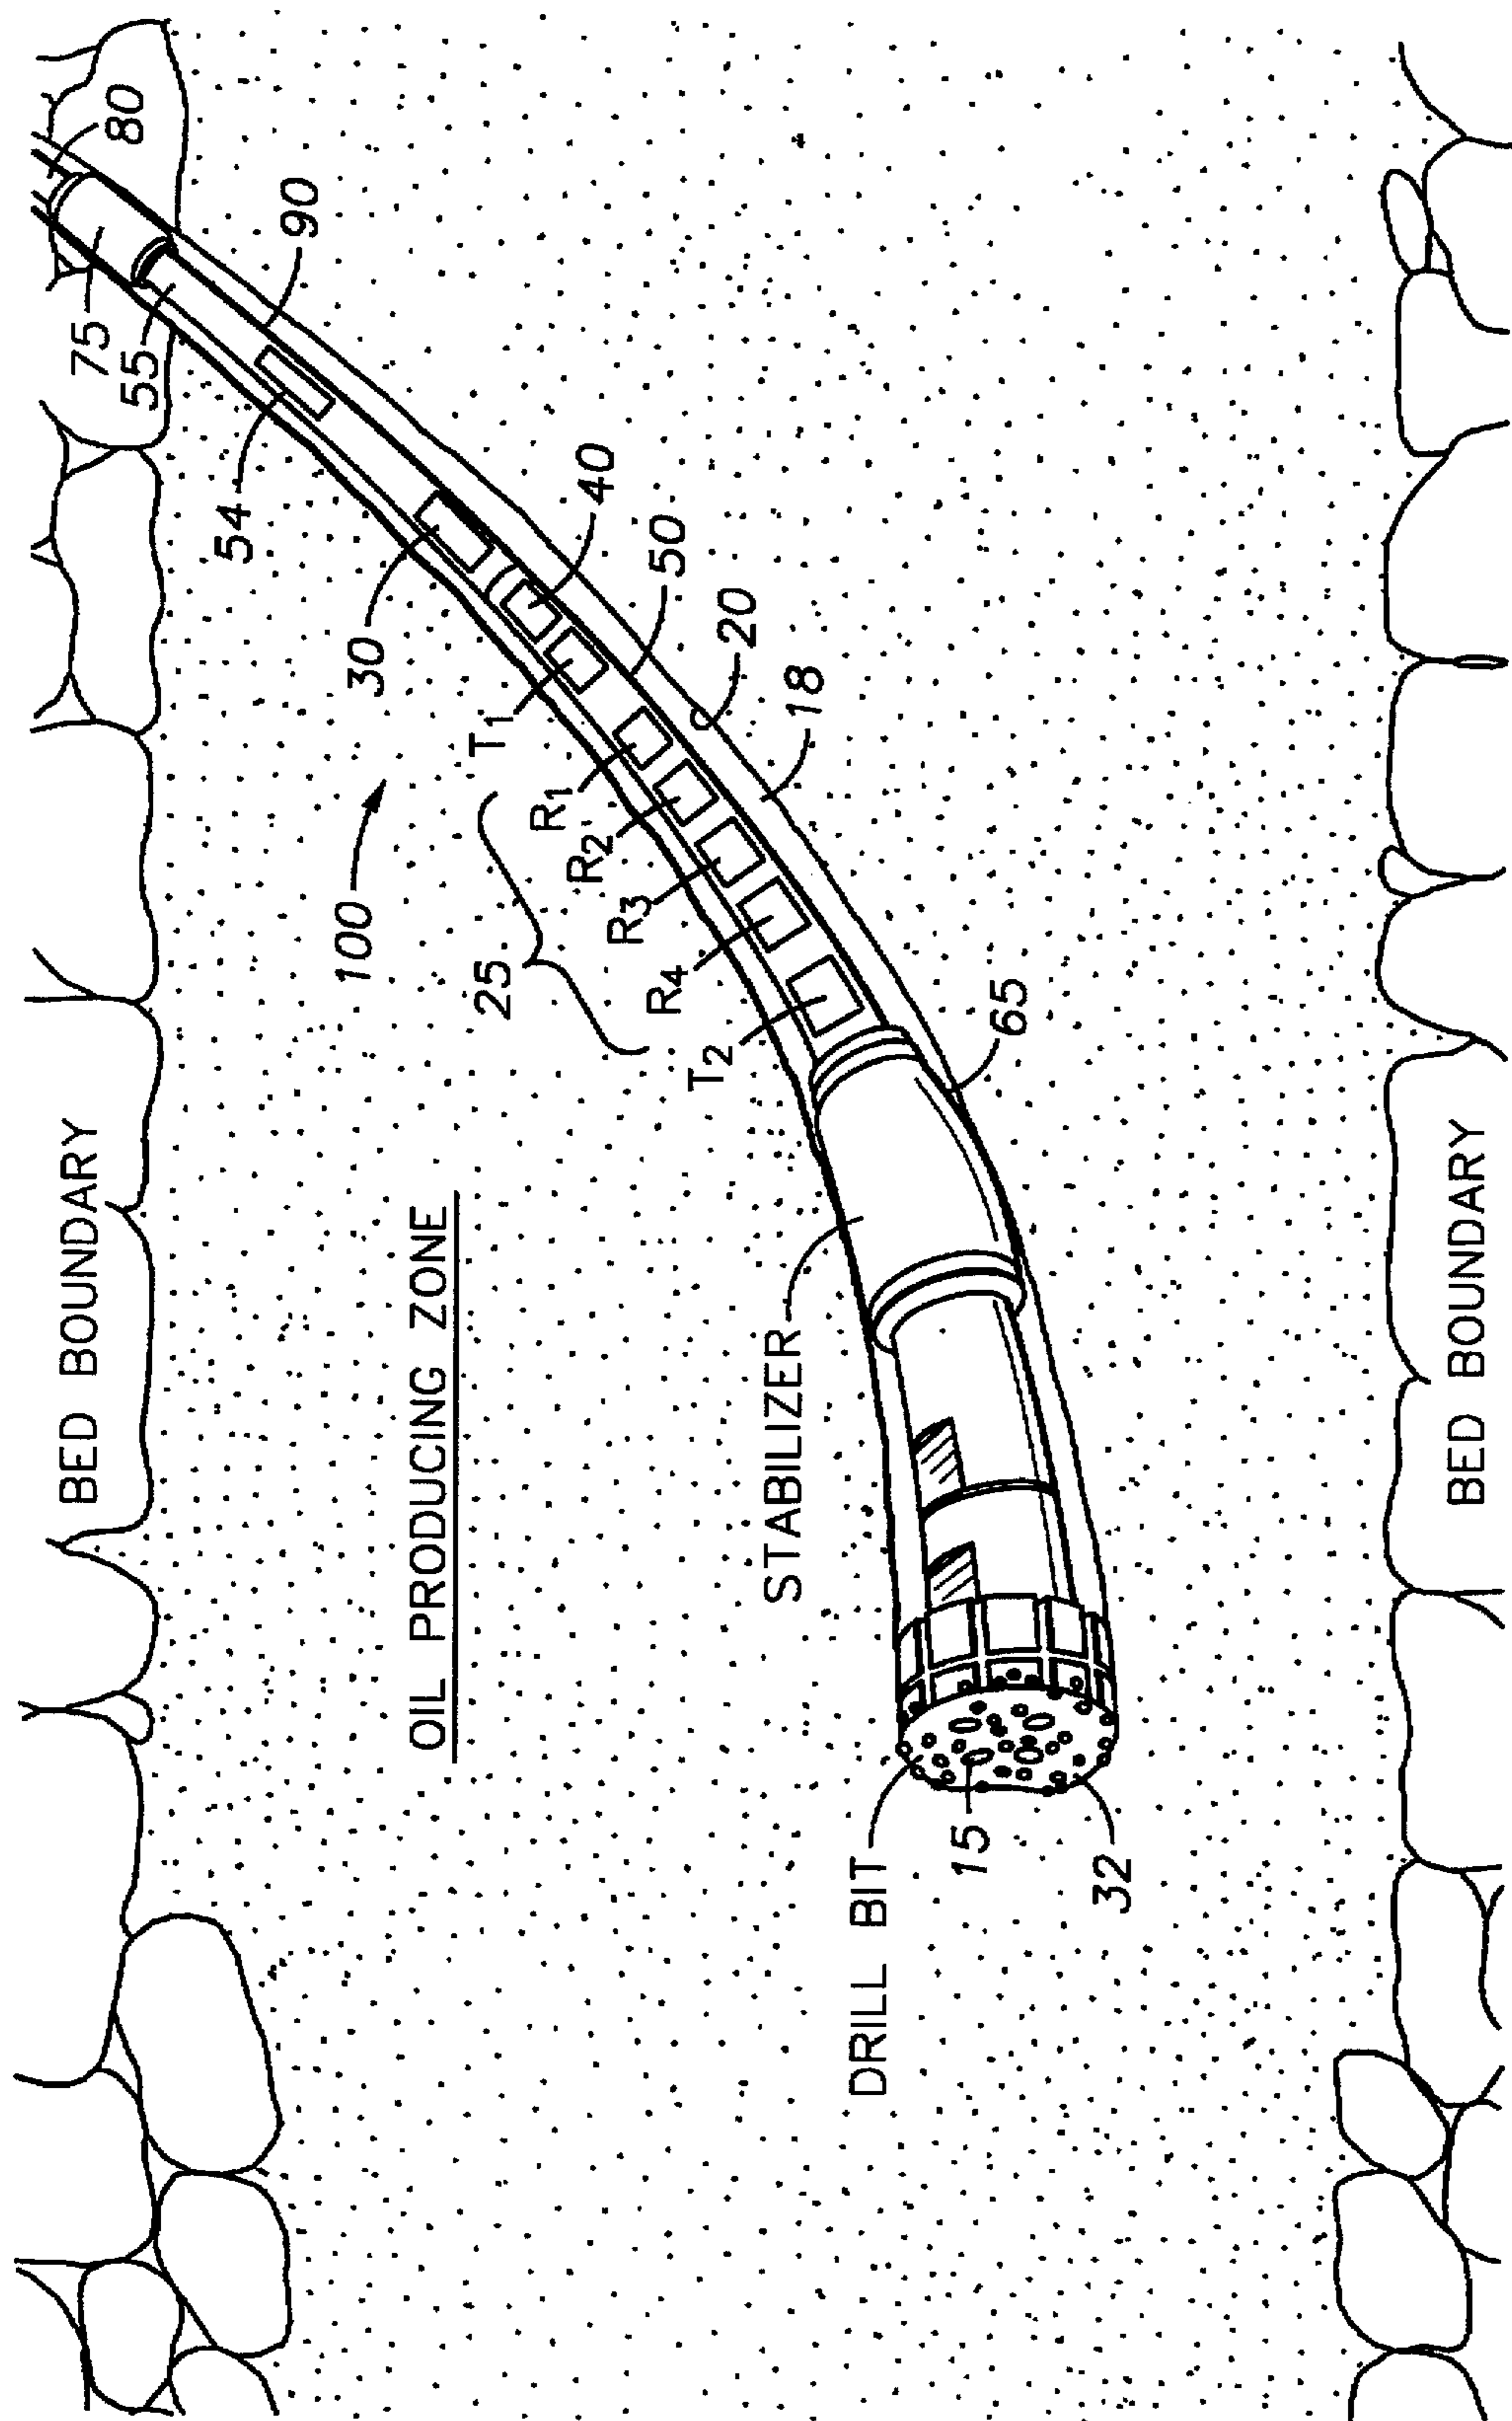 BED BOUNDARY
80
75
55
90
54
30
40
50
20
18
T1
R1
R2
R3
R4
T2
25
100
65
OIL PRODUCING ZONE
STABILIZER
DRILL BIT
15
32
BED BOUNDARY